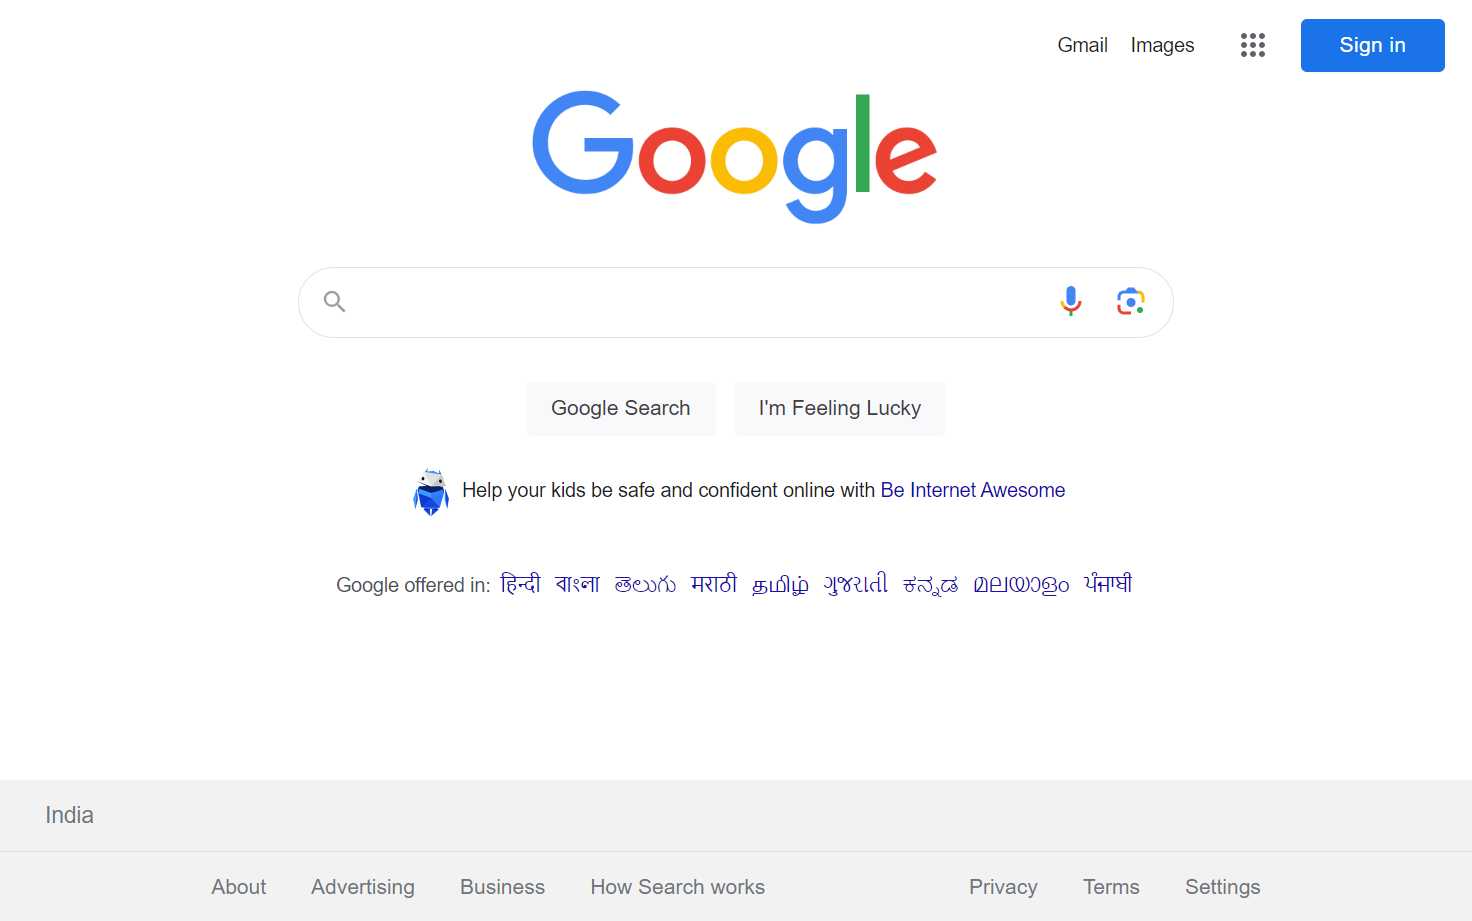 Gmail Images Sign in
Google
Google Search I'm Feeling Lucky
Help your kids be safe and confident online with Be Internet Awesome
Google offered in: हिन्दी বাংলা తెలుగు मराठी தமிழ் ગુજરાતી ಕನ್ನಡ മലയാളം ਪੰਜਾਬੀ
India
About Advertising Business How Search works Privacy Terms Settings